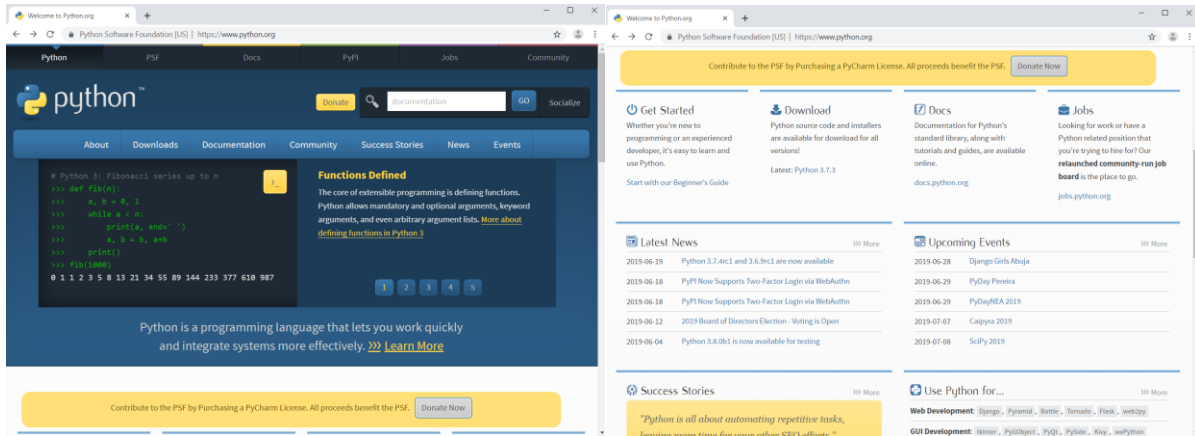 Welcome to Python.org
Python Software Foundation [US] | https://www.python.org
Python PSF Docs PyPI Jobs Community
python™
Donate documentation GO Socialize
About Downloads Documentation Community Success Stories News Events
# Python 3: Fibonacci series up to n
>>> def fib(n):
>>> a, b = 0, 1
>>> while a < n:
>>> print(a, end=' ')
>>> a, b = b, a+b
>>> print()
>>> fib(1000)
0 1 1 2 3 5 8 13 21 34 55 89 144 233 377 610 987
>_
Functions Defined
The core of extensible programming is defining functions.
Python allows mandatory and optional arguments, keyword
arguments, and even arbitrary argument lists. More about
defining functions in Python 3
1 2 3 4 5
Python is a programming language that lets you work quickly
and integrate systems more effectively. >>> Learn More
Contribute to the PSF by Purchasing a PyCharm License. All proceeds benefit the PSF. Donate Now
Welcome to Python.org
Python Software Foundation [US] | https://www.python.org
Contribute to the PSF by Purchasing a PyCharm License. All proceeds benefit the PSF. Donate Now
Get Started
Whether you're new to
programming or an experienced
developer, it's easy to learn and
use Python.
Start with our Beginner's Guide
Download
Python source code and installers
are available for download for all
versions!
Latest: Python 3.7.3
Docs
Documentation for Python's
standard library, along with
tutorials and guides, are available
online.
docs.python.org
Jobs
Looking for work or have a
Python related position that
you're trying to hire for? Our
relaunched community-run job
board is the place to go.
jobs.python.org
Latest News >>> More
2019-06-19 Python 3.7.4rc1 and 3.6.9rc1 are now available
2019-06-18 PyPI Now Supports Two-Factor Login via WebAuthn
2019-06-18 PyPI Now Supports Two-Factor Login via WebAuthn
2019-06-12 2019 Board of Directors Election - Voting is Open
2019-06-04 Python 3.8.0b1 is now available for testing
Upcoming Events >>> More
2019-06-28 Django Girls Abuja
2019-06-29 PyDay Pereira
2019-06-29 PyDayNEA 2019
2019-07-07 Caipyra 2019
2019-07-08 SciPy 2019
Success Stories >>> More
"Python is all about automating repetitive tasks,
leaving more time for your other SEO efforts."
Use Python for... >>> More
Web Development: Django, Pyramid, Bottle, Tornado, Flask, web2py
GUI Development: tkInter, PyGObject, PyQt, PySide, Kivy, wxPython